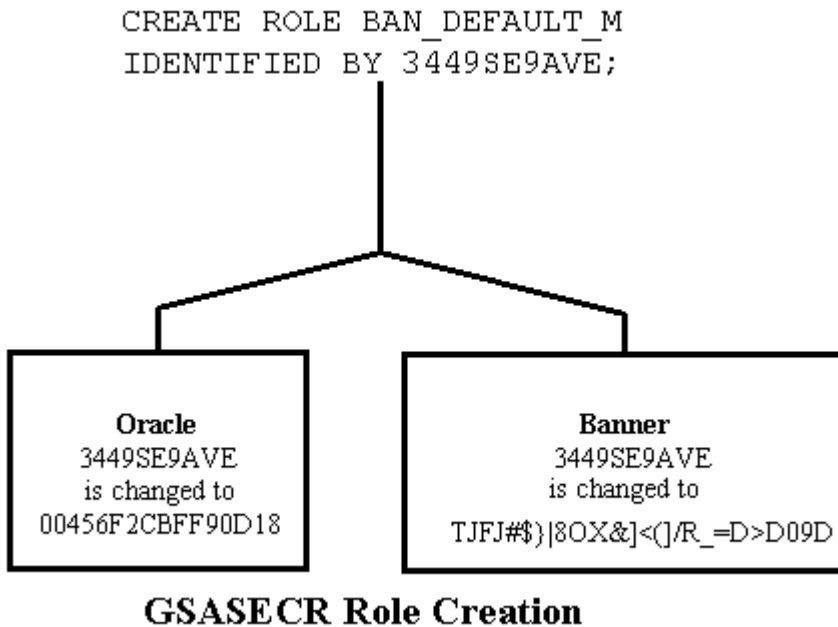 CREATE ROLE BAN_DEFAULT_M
IDENTIFIED BY 3449SE9AVE;
Oracle
3449SE9AVE
is changed to
00456F2CBFF90D18
Banner
3449SE9AVE
is changed to
TJFJ#$}|8OX&]<(]/R_=D>D09D
GSASECR Role Creation